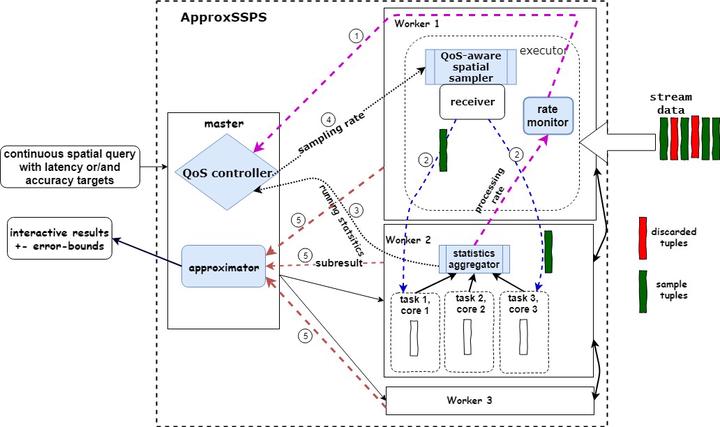 ApproxSSPS
Worker 1
1
executor
QoS-aware
spatial
sampler
receiver
rate
monitor
stream
data
master
4
sampling rate
continuous spatial query
with latency or/and
accuracy targets
QoS controller
2
2
processing
rate
3
running statsitics
5
interactive results
+- error-bounds
approximator
5
subresult
Worker 2
statistics
aggregator
discarded
tuples
sample
tuples
task 1,
core 1
task 2,
core 2
task 3,
core 3
5
Worker 3